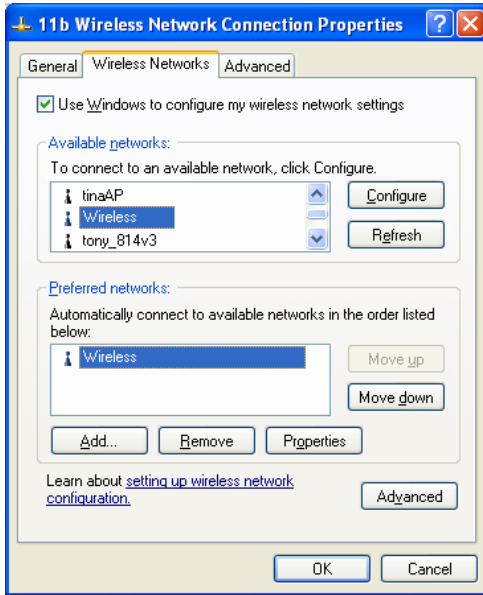 11b Wireless Network Connection Properties
General Wireless Networks Advanced
Use Windows to configure my wireless network settings
Available networks:
To connect to an available network, click Configure.
tinaAP
Wireless
tony_814v3
Configure
Refresh
Preferred networks:
Automatically connect to available networks in the order listed
below:
Wireless
Move up
Move down
Add... Remove Properties
Learn about setting up wireless network
configuration.
Advanced
OK Cancel